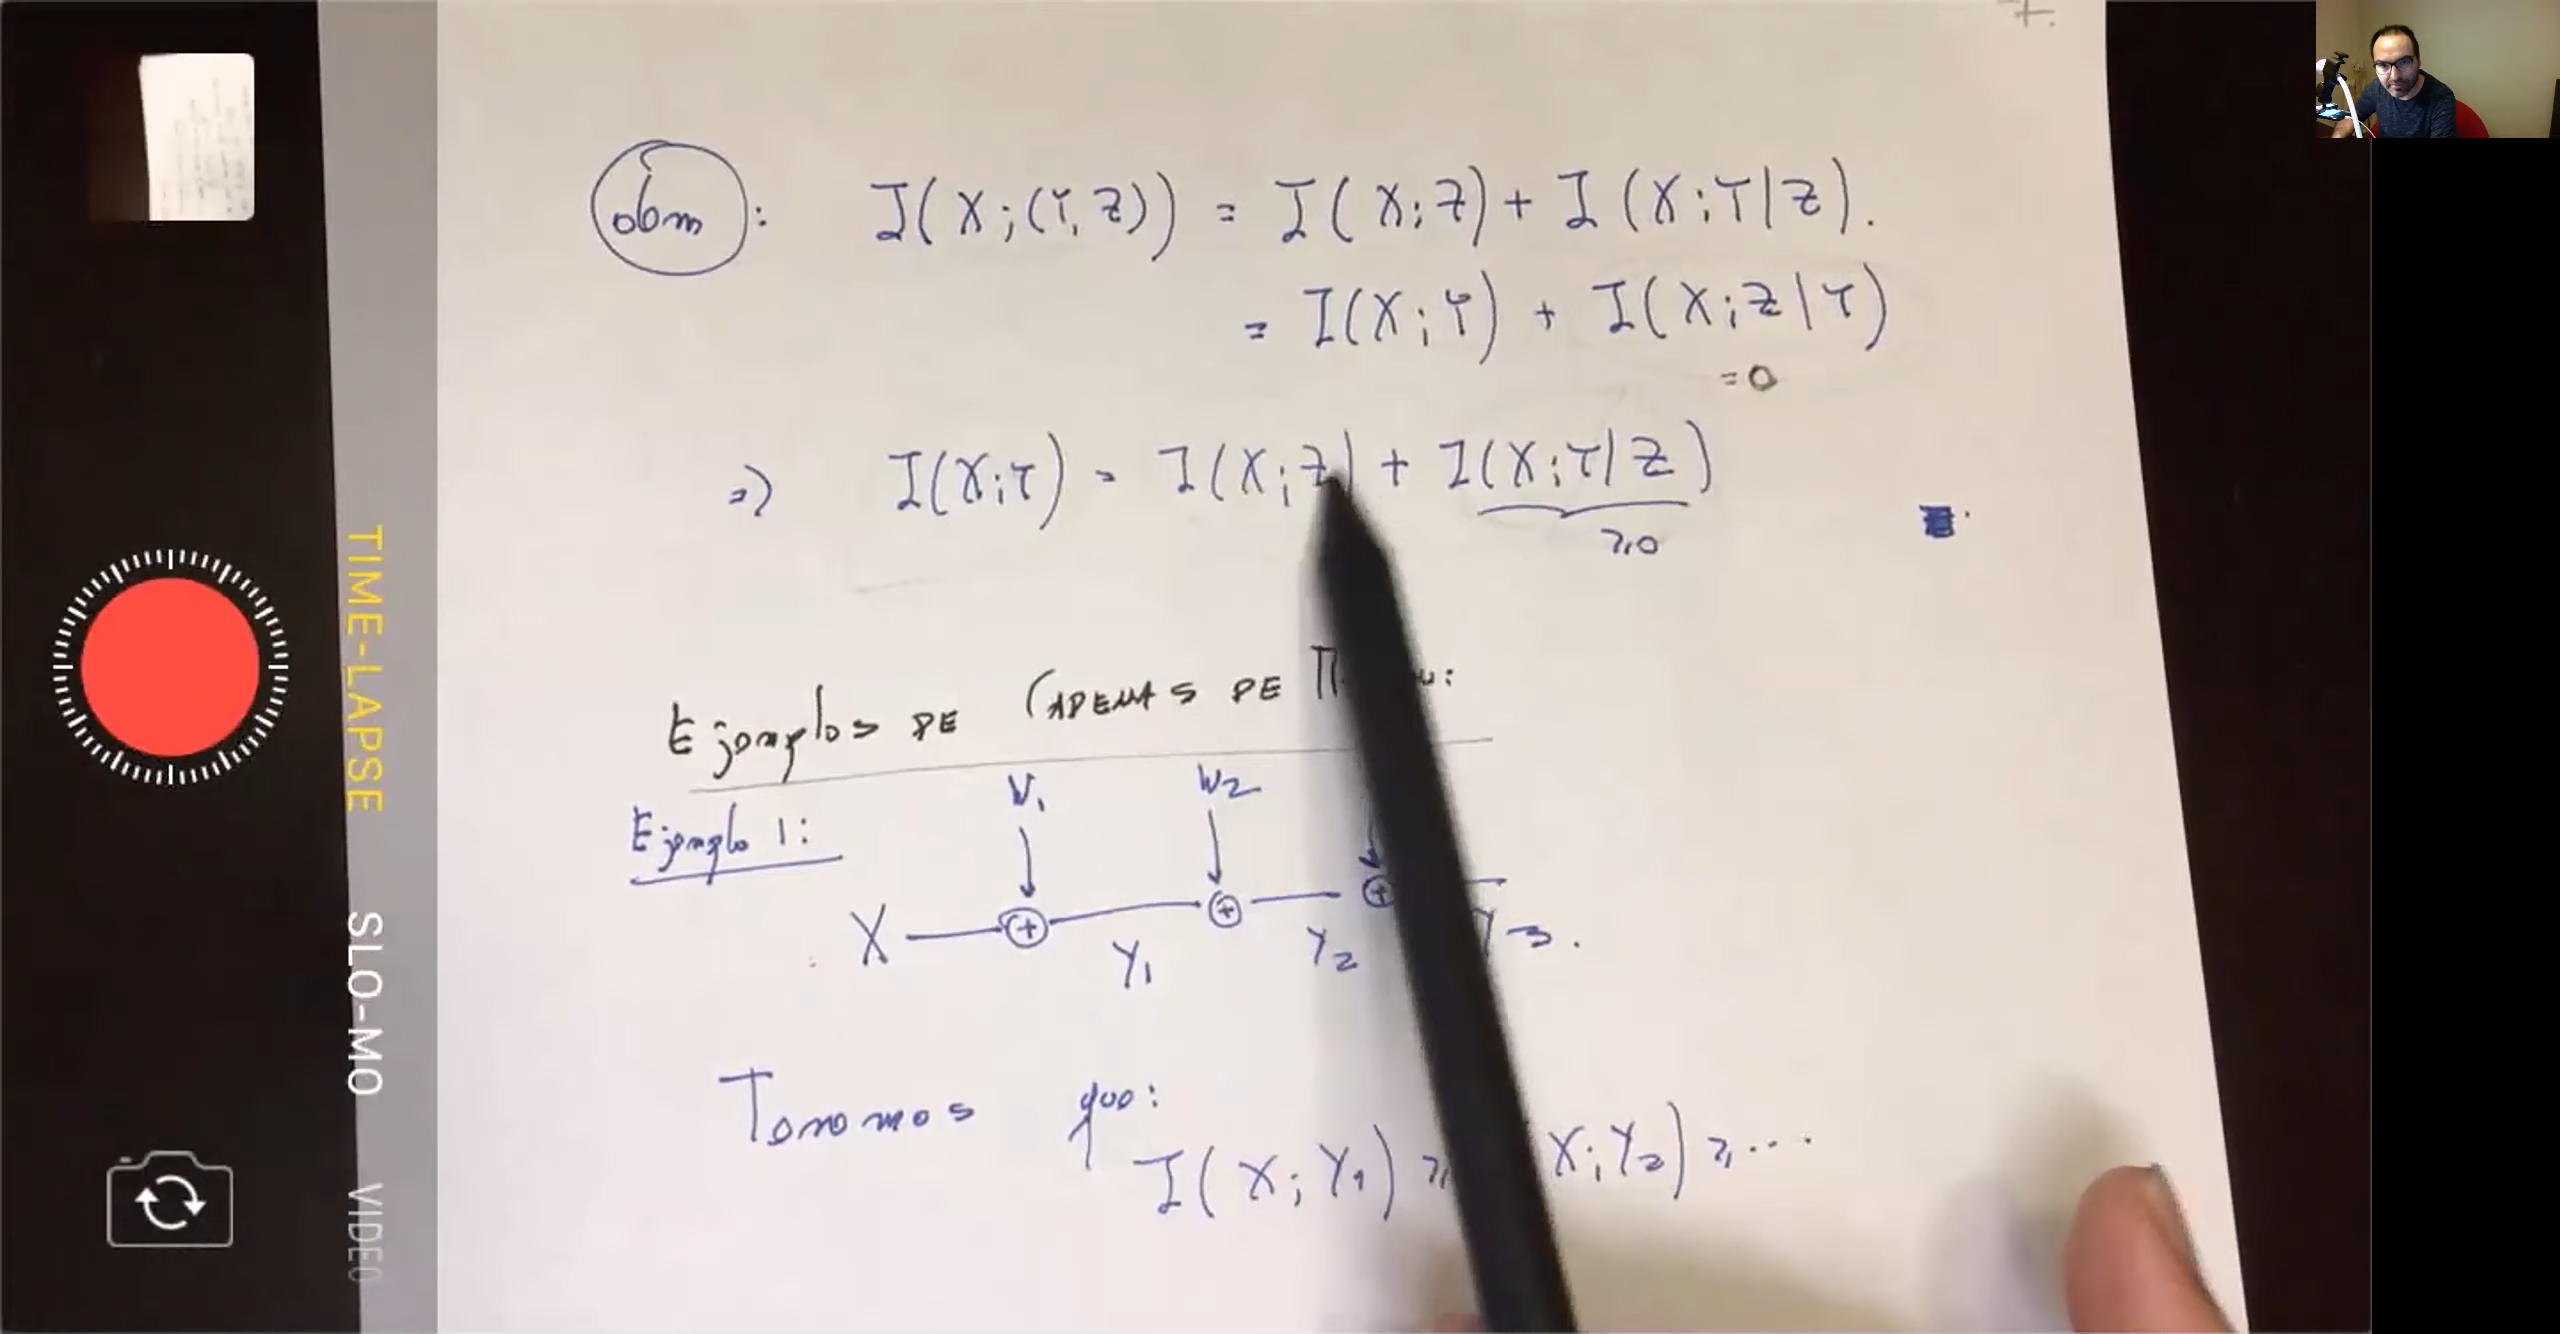 dem: I(X;(Y,Z)) = I(X;Z) + I(X;Y|Z).
= I(X;Y) + I(X;Z|Y)
=0
=> I(X;Y) = I(X;Z) + I(X;Y|Z)
≥0
Ejemplos de Cadenas de
Ejemplo 1:
W1 W2
X Y1 Y2 Y3.
Tenemos que:
I(X;Y1) ≥ X;Y2) ≥ ...
TIME-LAPSE
SLO-MO
VIDEO